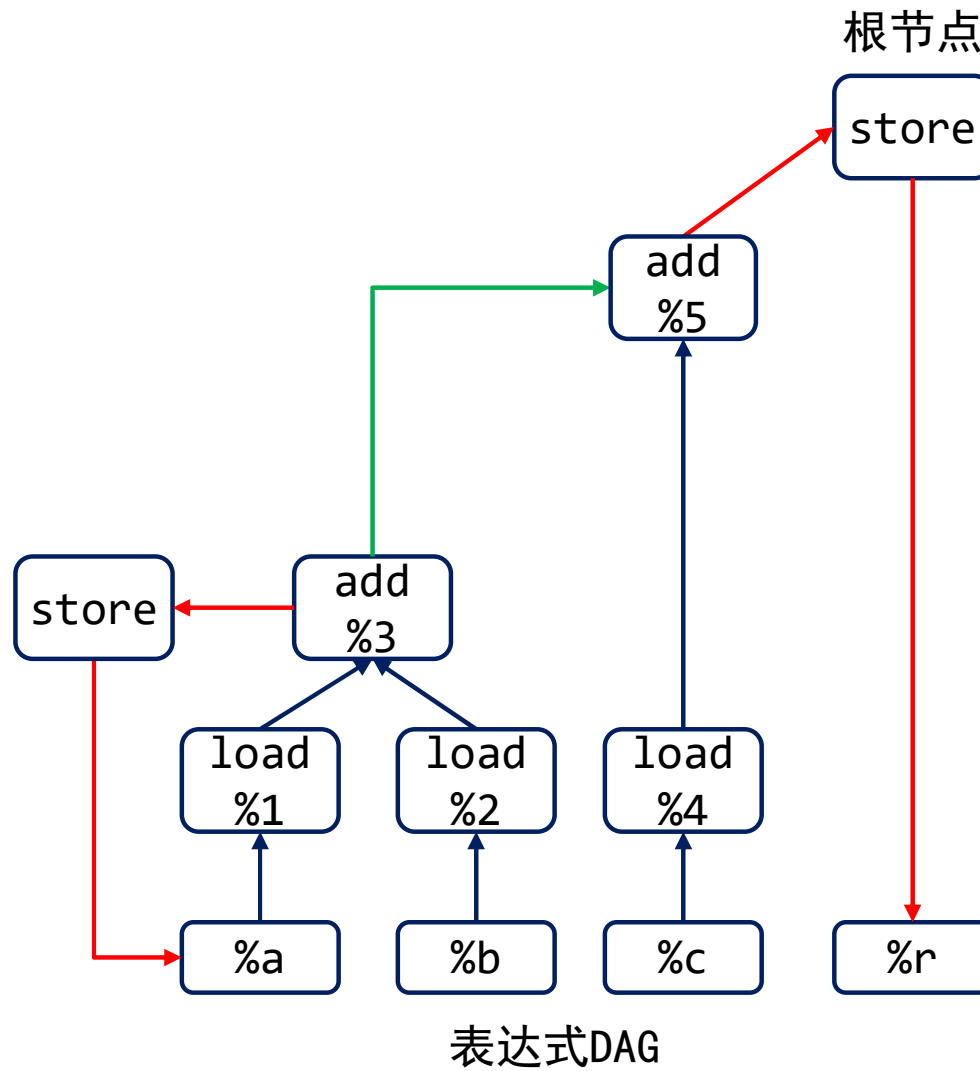 根节点
store
add
%5
store
add
%3
load
%1
load
%2
load
%4
%a
%b
%c
%r
表达式DAG